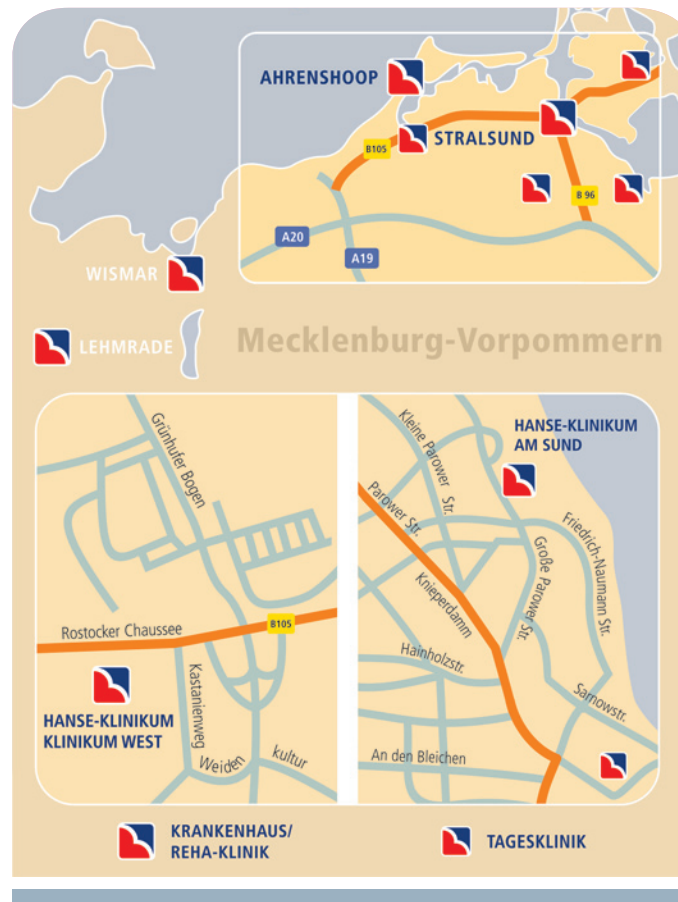 AHRENSHOOP
B105
STRALSUND
B 96
A20
A19
WISMAR
LEHMRADE
Mecklenburg-Vorpommern
Grünhufer Bogen
Rostocker Chaussee
B105
HANSE-KLINIKUM
KLINIKUM WEST
Kastanienweg
Weiden
kultur
Kleine Parower Str.
HANSE-KLINIKUM
AM SUND
Parower Str.
Friedrich-Naumann Str.
Knieperdamm
Große Parower Str.
Hainholzstr.
Sarnowstr.
An den Bleichen
KRANKENHAUS/
REHA-KLINIK
TAGESKLINIK